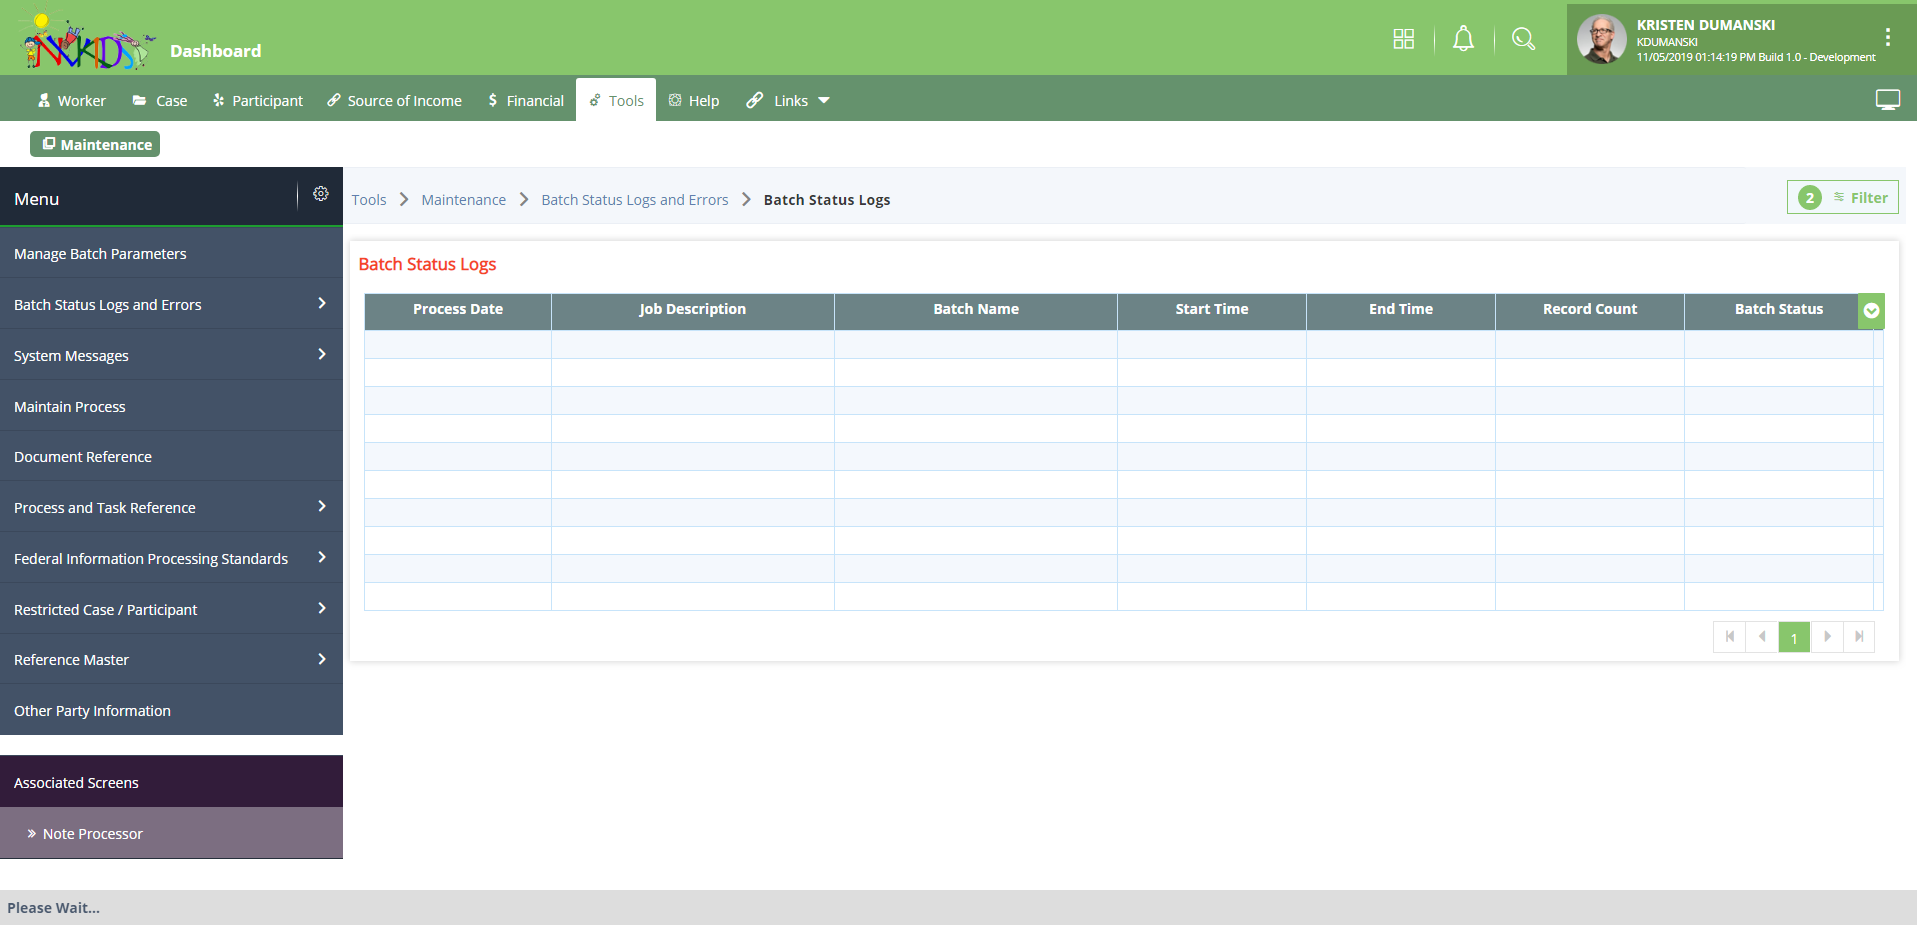 NVKIDS
Dashboard
KRISTEN DUMANSKI
KDUMANSKI
11/05/2019 01:14:19 PM Build 1.0 - Development
Worker
Case
Participant
Source of Income
Financial
Tools
Help
Links
Maintenance
Menu
Manage Batch Parameters
Batch Status Logs and Errors
System Messages
Maintain Process
Document Reference
Process and Task Reference
Federal Information Processing Standards
Restricted Case / Participant
Reference Master
Other Party Information
Associated Screens
» Note Processor
Tools > Maintenance > Batch Status Logs and Errors > Batch Status Logs
2 Filter
Batch Status Logs
Process Date Job Description Batch Name Start Time End Time Record Count Batch Status
1
Please Wait...